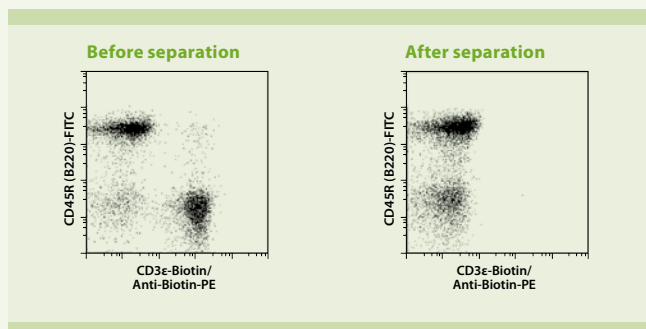 Before separation
CD45R (B220)-FITC
CD3ε-Biotin/
Anti-Biotin-PE
After separation
CD45R (B220)-FITC
CD3ε-Biotin/
Anti-Biotin-PE